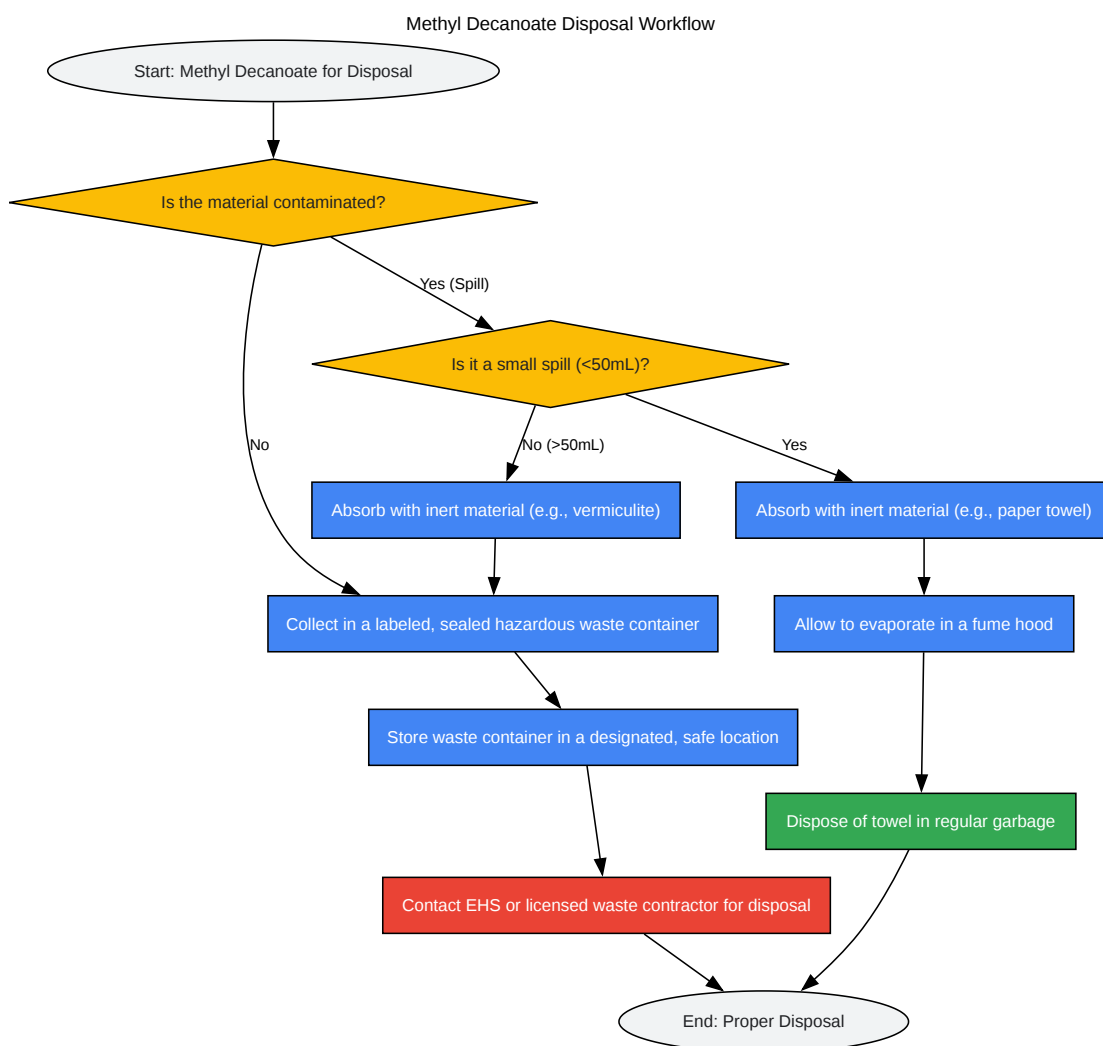 Methyl Decanoate Disposal Workflow
Start: Methyl Decanoate for Disposal
Is the material contaminated?
Yes (Spill)
Is it a small spill (<50mL)?
No
No (>50mL)
Yes
Absorb with inert material (e.g., vermiculite)
Absorb with inert material (e.g., paper towel)
Collect in a labeled, sealed hazardous waste container
Allow to evaporate in a fume hood
Store waste container in a designated, safe location
Dispose of towel in regular garbage
Contact EHS or licensed waste contractor for disposal
End: Proper Disposal